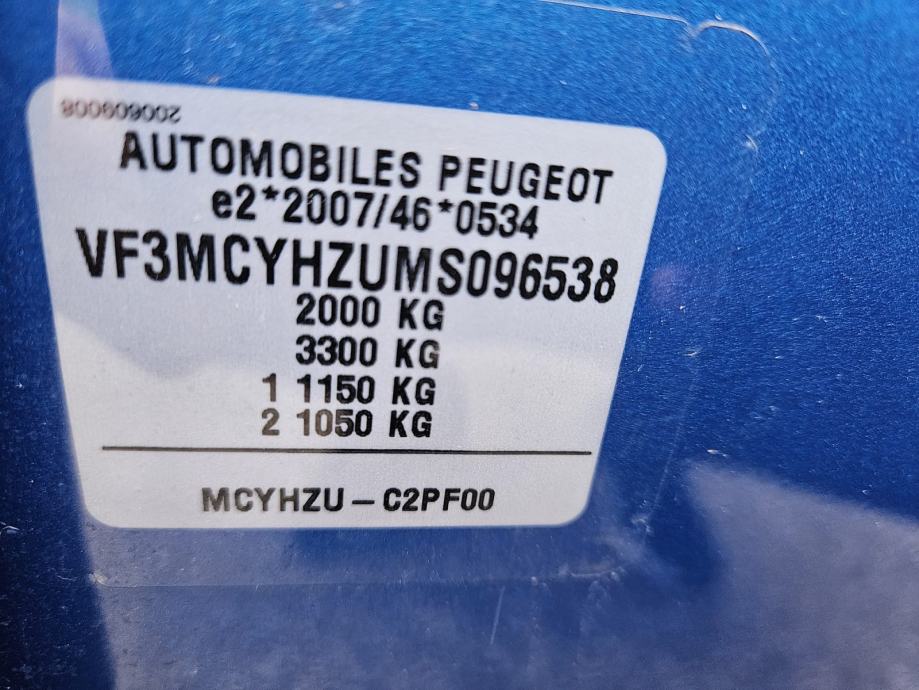 200609008
AUTOMOBILES PEUGEOT
e2*2007/46*0534
VF3MCYHZUMS096538
2000 KG
3300 KG
1 1150 KG
2 1050 KG
MCYHZU – C2PF00